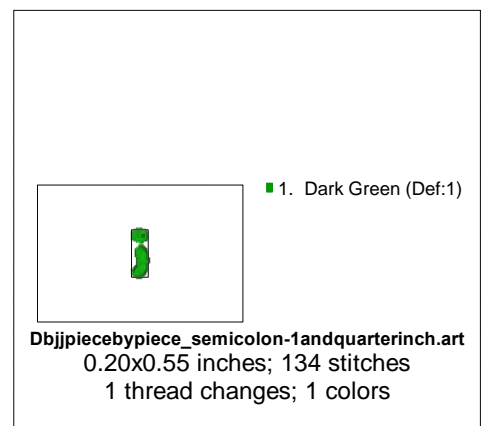 1. Dark Green (Def:1)
Dbjjpiecebypiece_semicolon-1andquarterinch.art
0.20x0.55 inches; 134 stitches
1 thread changes; 1 colors